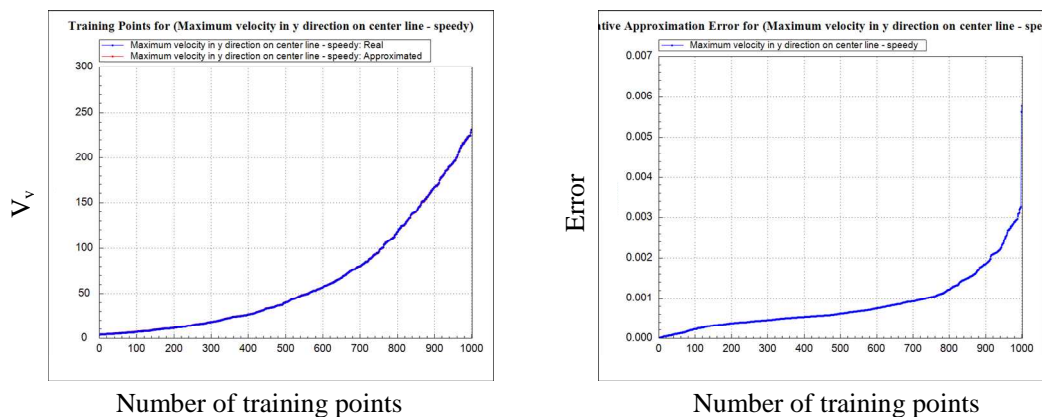 Training Points for (Maximum velocity in y direction on center line - speedy)
Maximum velocity in y direction on center line - speedy: Real
Maximum velocity in y direction on center line - speedy: Approximated
300
250
200
150
100
50
0
0 100 200 300 400 500 600 700 800 900 1000
V_v
Number of training points
Approximation Error for (Maximum velocity in y direction on center line -
Maximum velocity in y direction on center line - speedy
0.007
0.006
0.005
0.004
0.003
0.002
0.001
0.000
0 100 200 300 400 500 600 700 800 900 1000
Error
Number of training points